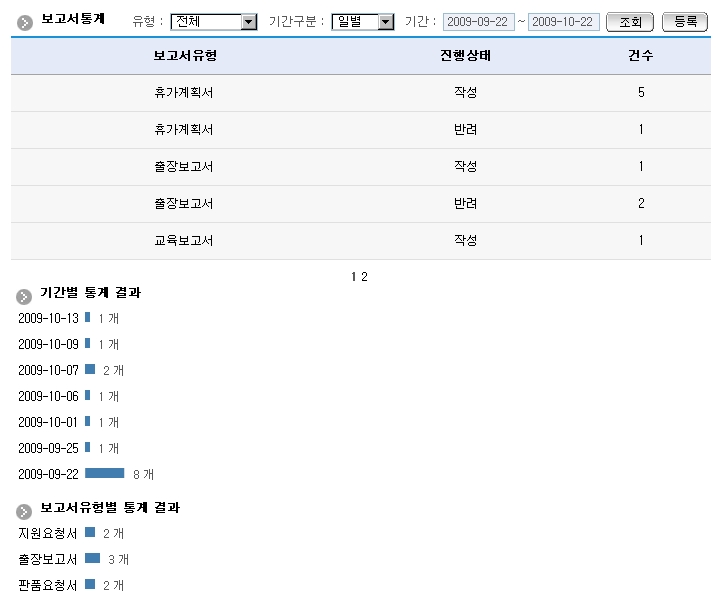 보고서통계 유형 : 전체 기간구분 : 일별 기간 : 2009-09-22 ~ 2009-10-22 조회 등록
보고서유형 진행상태 건수
휴가계획서 작성 5
휴가계획서 반려 1
출장보고서 작성 1
출장보고서 반려 2
교육보고서 작성 1
1 2
기간별 통계 결과
2009-10-13 1 개
2009-10-09 1 개
2009-10-07 2 개
2009-10-06 1 개
2009-10-01 1 개
2009-09-25 1 개
2009-09-22 8 개
보고서유형별 통계 결과
지원요청서 2 개
출장보고서 3 개
판품요청서 2 개